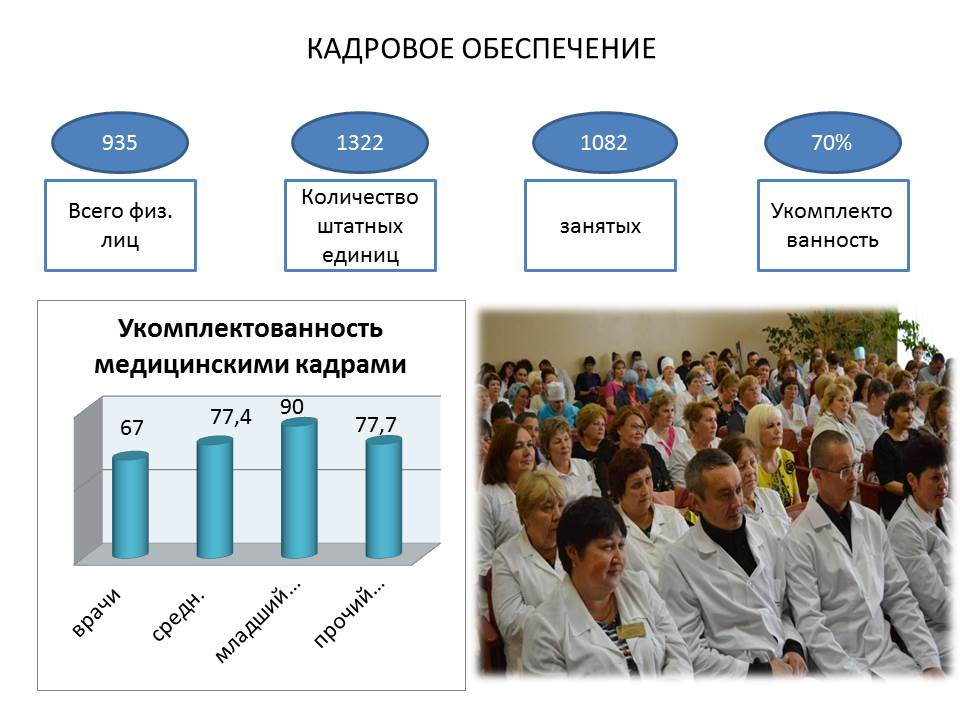 КАДРОВОЕ ОБЕСПЕЧЕНИЕ
935
1322
1082
70%
Всего физ.
лиц
Количество
штатных
единиц
занятых
Укомплекто
ванность
Укомплектованность
медицинскими кадрами
67
77,4
90
77,7
врачи
средн.
младший...
прочий...